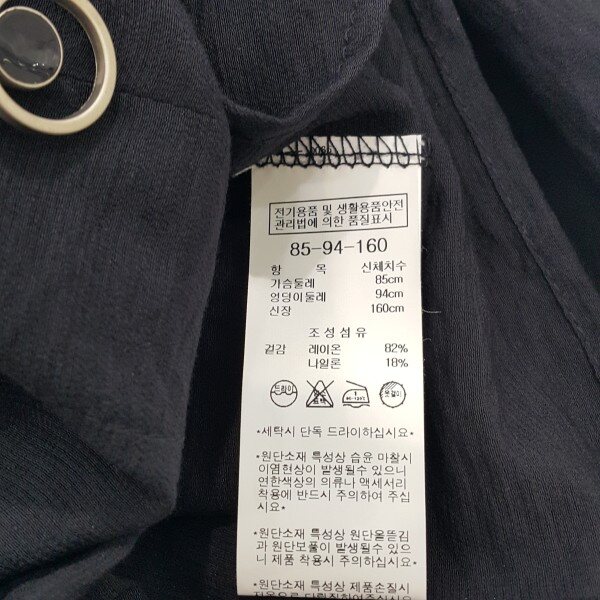 전기용품 및 생활용품안전
관리법에 의한 품질표시
85-94-160
항 목 신체치수
가슴둘레 85cm
엉덩이둘레 94cm
신장 160cm
조성섬유
겉감 레이온 82%
나일론 18%
드라이 옷걸이
*세탁시 단독 드라이하십시요*
*원단소재 특성상 습윤 마찰시
이염현상이 발생될수 있으니
연한색상의 의류나 액세서리
착용에 반드시 주의하여 주십
시요*
*원단소재 특성상 원단올뜯김
과 원단보풀이 발생될수 있으
니 제품 착용시 주의하십시요*
*원단소재 특성상 제품손질시